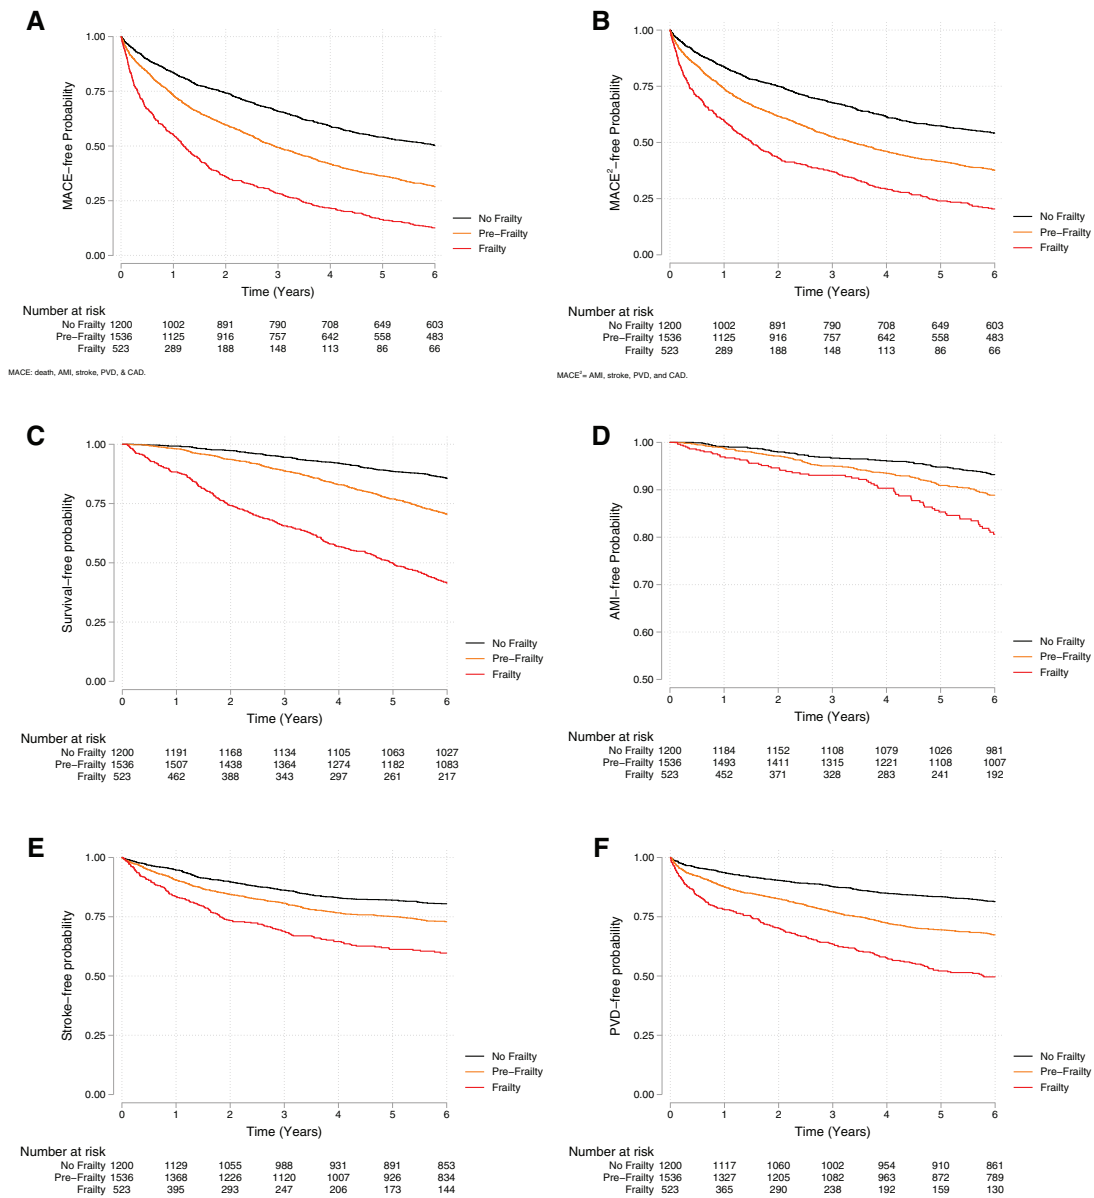 A
MACE−free Probability
1.00
0.75
0.50
0.25
0.00
No Frailty
Pre−Frailty
Frailty
0 1 2 3 4 5 6
Time (Years)
Number at risk
No Frailty 1200 1002 891 790 708 649 603
Pre−Frailty 1536 1125 916 757 642 558 483
Frailty 523 289 188 148 113 86 66
MACE: death, AMI, stroke, PVD, & CAD.
B
MACE²−free Probability
1.00
0.75
0.50
0.25
0.00
No Frailty
Pre−Frailty
Frailty
0 1 2 3 4 5 6
Time (Years)
Number at risk
No Frailty 1200 1002 891 790 708 649 603
Pre−Frailty 1536 1125 916 757 642 558 483
Frailty 523 289 188 148 113 86 66
MACE²= AMI, stroke, PVD, and CAD.
C
Survival−free probability
1.00
0.75
0.50
0.25
0.00
No Frailty
Pre−Frailty
Frailty
0 1 2 3 4 5 6
Time (Years)
Number at risk
No Frailty 1200 1191 1168 1134 1105 1063 1027
Pre−Frailty 1536 1507 1438 1364 1274 1182 1083
Frailty 523 462 388 343 297 261 217
D
AMI−free Probability
1.00
0.90
0.80
0.70
0.60
0.50
No Frailty
Pre−Frailty
Frailty
0 1 2 3 4 5 6
Time (Years)
Number at risk
No Frailty 1200 1184 1152 1108 1079 1026 981
Pre−Frailty 1536 1493 1411 1315 1221 1108 1007
Frailty 523 452 371 328 283 241 192
E
Stroke−free probability
1.00
0.75
0.50
0.25
0.00
No Frailty
Pre−Frailty
Frailty
0 1 2 3 4 5 6
Time (Years)
Number at risk
No Frailty 1200 1129 1055 988 931 891 853
Pre−Frailty 1536 1368 1226 1120 1007 926 834
Frailty 523 395 293 247 206 173 144
F
PVD−free probability
1.00
0.75
0.50
0.25
0.00
No Frailty
Pre−Frailty
Frailty
0 1 2 3 4 5 6
Time (Years)
Number at risk
No Frailty 1200 1117 1060 1002 954 910 861
Pre−Frailty 1536 1327 1205 1082 963 872 789
Frailty 523 365 290 238 192 159 130